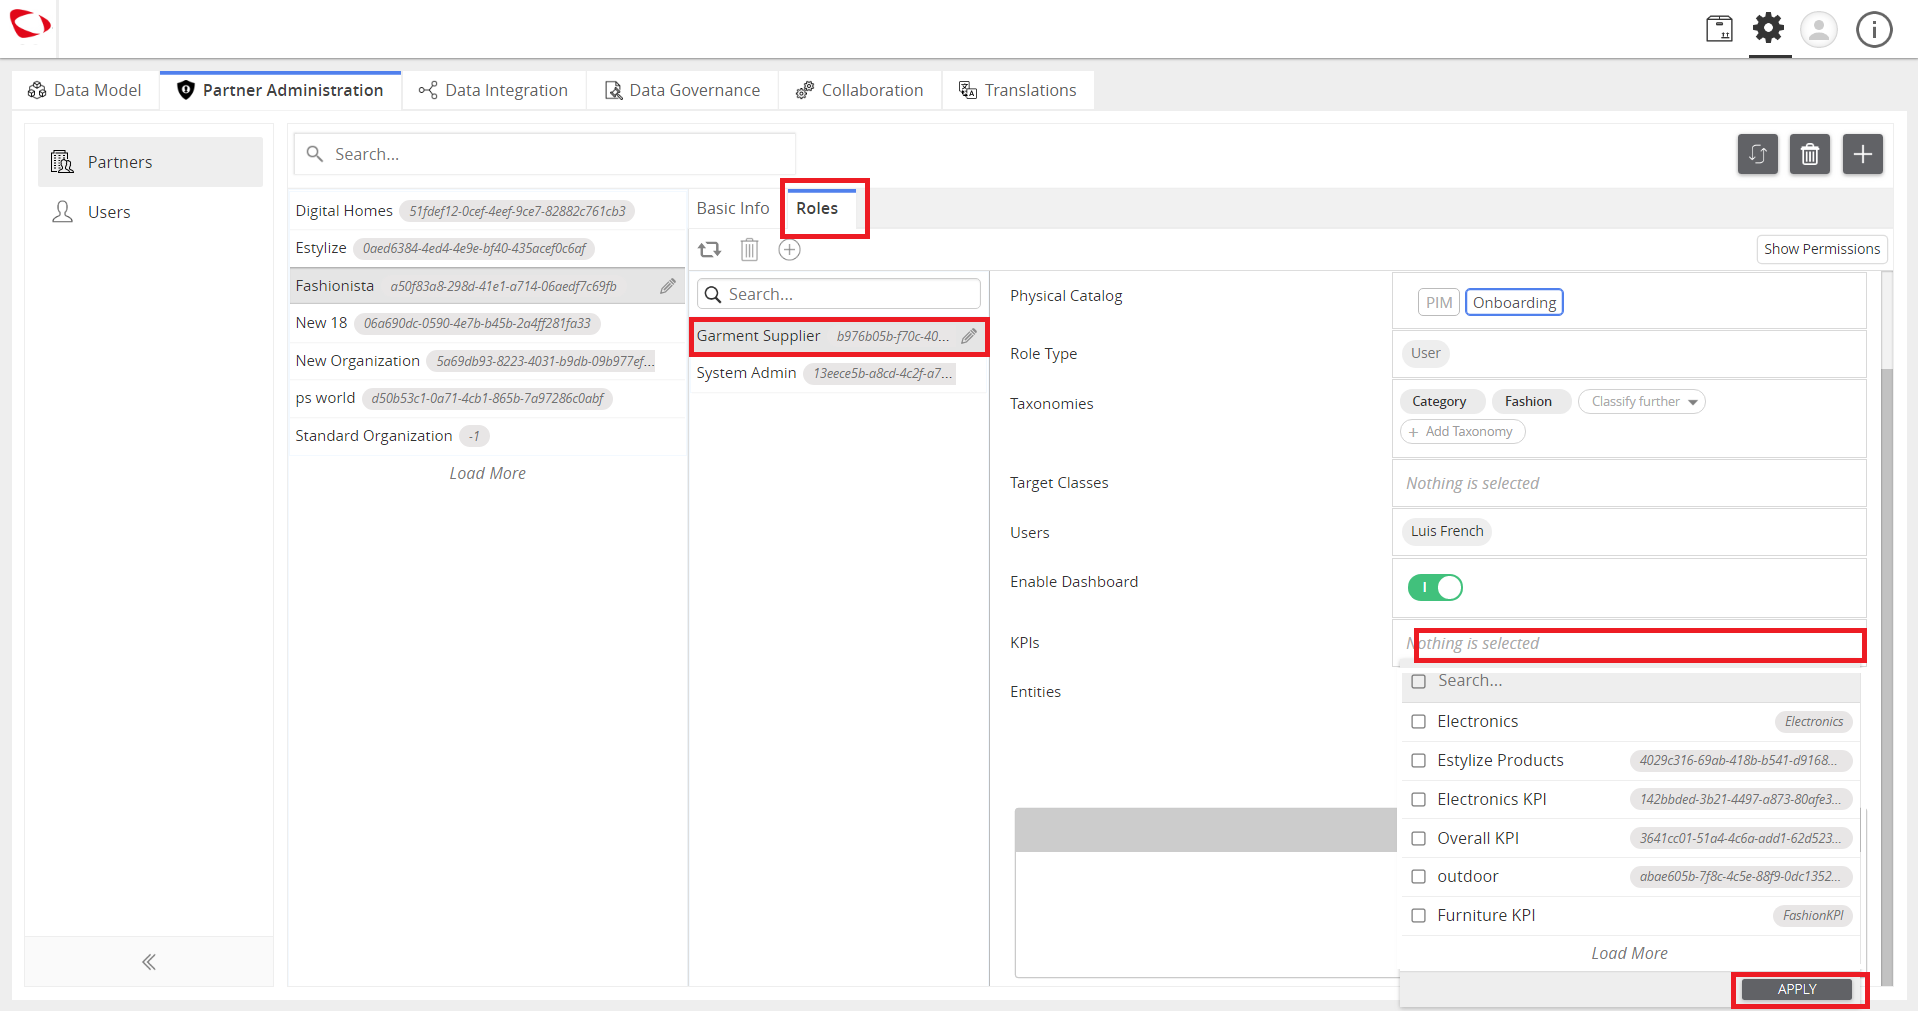 Data Model
Partner Administration
Data Integration
Data Governance
Collaboration
Translations
Partners
Users
Search...
Digital Homes 51fdef12-0cef-4eef-9ce7-82882c761cb3
Estylize 0aed6384-4ed4-4e9e-bf40-435acef0c6af
Fashionista a50f83a8-298d-41e1-a714-06aedf7c69fb
New 18 06a690dc-0590-4e7b-b45b-2a4ff281fa33
New Organization 5a69db93-8223-4031-b9db-09b977ef...
ps world d50b53c1-0a71-4cb1-865b-7a97286c0abf
Standard Organization -1
Load More
Basic Info
Roles
Show Permissions
Search...
Garment Supplier b976b05b-f70c-40...
System Admin 13eece5b-a8cd-4c2f-a7...
Physical Catalog
PIM
Onboarding
Role Type
User
Taxonomies
Category
Fashion
Classify further
+ Add Taxonomy
Target Classes
Nothing is selected
Users
Luis French
Enable Dashboard
KPIs
Nothing is selected
Entities
Search...
Electronics Electronics
Estylize Products 4029c316-69ab-418b-b541-d9168...
Electronics KPI 142bbded-3b21-4497-a873-80afe3...
Overall KPI 3641cc01-51a4-4c6a-add1-62d523...
outdoor abae605b-7f8c-4c5e-88f9-0dc1352...
Furniture KPI FashionKPI
Load More
APPLY